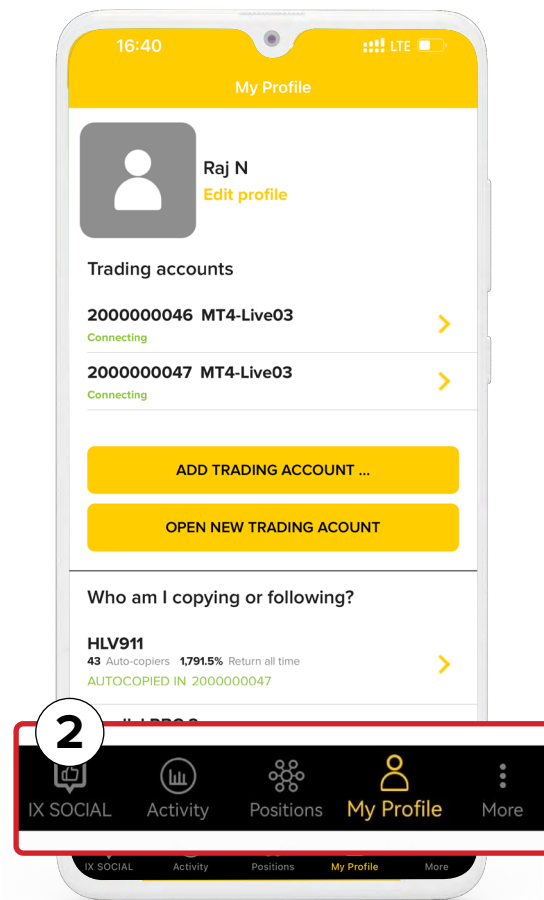 16:40 LTE
My Profile
Raj N
Edit profile
Trading accounts
2000000046 MT4-Live03
Connecting
2000000047 MT4-Live03
Connecting
ADD TRADING ACCOUNT ...
OPEN NEW TRADING ACOUNT
Who am I copying or following?
HLV911
43 Auto-copiers 1,791.5% Return all time
AUTOCOPIED IN 2000000047
2
IX SOCIAL Activity Positions My Profile More
IX SOCIAL Activity Positions My Profile More